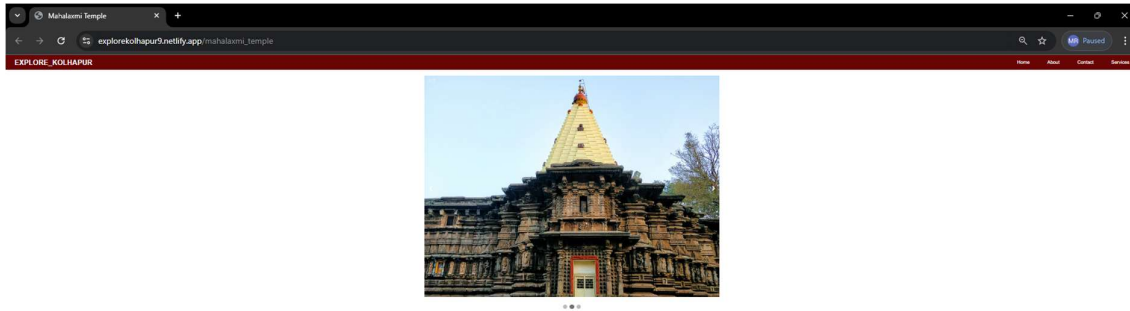 Mahalaxmi Temple
explorekolhapur9.netlify.app/mahalaxmi_temple
MR Paused
EXPLORE_KOLHAPUR Home About Contact Services